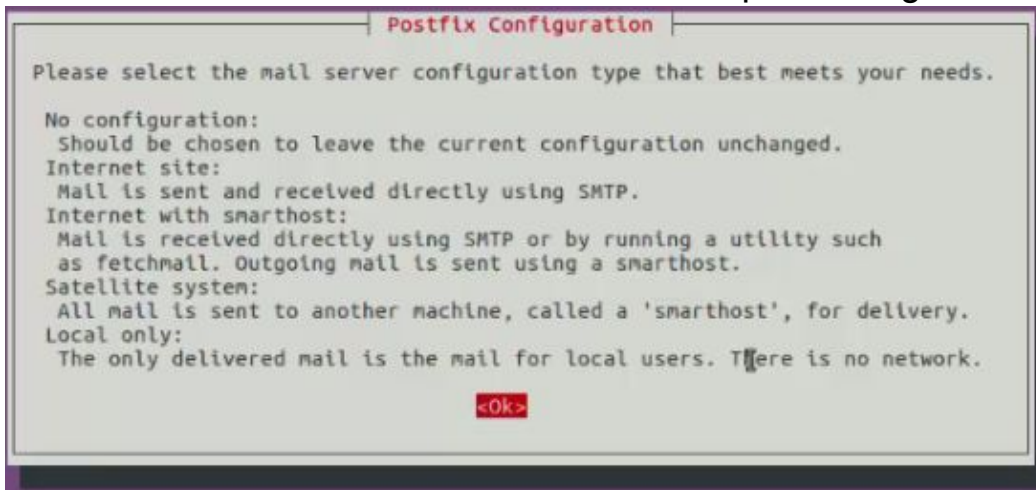 Postfix Configuration
Please select the mail server configuration type that best meets your needs.
No configuration:
Should be chosen to leave the current configuration unchanged.
Internet site:
Mail is sent and received directly using SMTP.
Internet with smarthost:
Mail is received directly using SMTP or by running a utility such
as fetchmail. Outgoing mail is sent using a smarthost.
Satellite system:
All mail is sent to another machine, called a 'smarthost', for delivery.
Local only:
The only delivered mail is the mail for local users. There is no network.
<Ok>